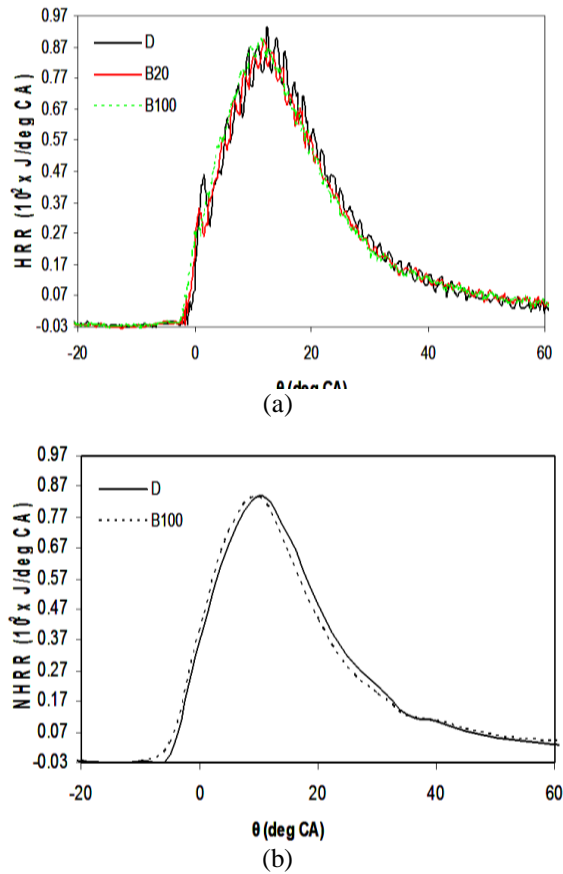 0.97
0.87
0.77
0.67
0.57
0.47
0.37
0.27
0.17
0.07
-0.03
HRR (10² x J/deg CA)
D
B20
B100
-20
0
20
40
60
θ (deg CA)
(a)
0.97
0.87
0.77
0.67
0.57
0.47
0.37
0.27
0.17
0.07
-0.03
NHRR (10² x J/deg CA)
D
B100
-20
0
20
40
60
θ (deg CA)
(b)